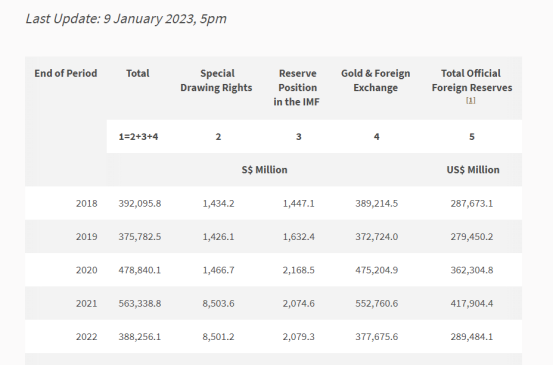 Last Update: 9 January 2023, 5pm
End of Period Total Special Drawing Rights Reserve Position in the IMF Gold & Foreign Exchange Total Official Foreign Reserves [1]
1=2+3+4 2 3 4 5
S$ Million US$ Million
2018 392,095.8 1,434.2 1,447.1 389,214.5 287,673.1
2019 375,782.5 1,426.1 1,632.4 372,724.0 279,450.2
2020 478,840.1 1,466.7 2,168.5 475,204.9 362,304.8
2021 563,338.8 8,503.6 2,074.6 552,760.6 417,904.4
2022 388,256.1 8,501.2 2,079.3 377,675.6 289,484.1